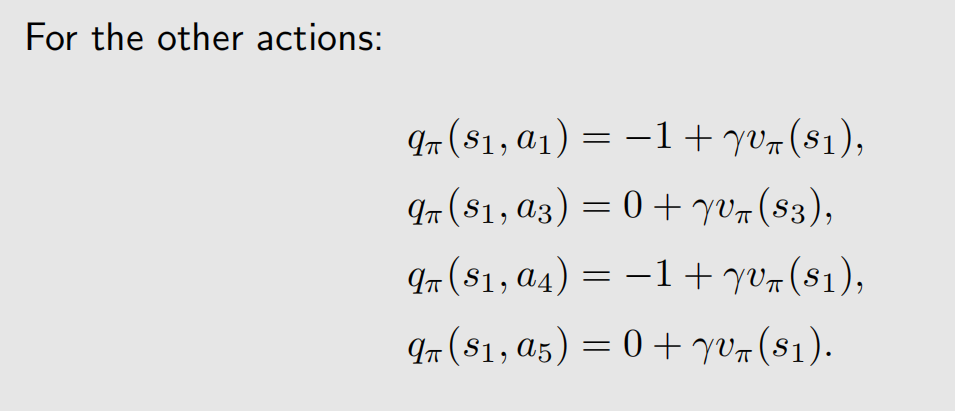 For the other actions:
qπ(s1, a1) = −1 + γvπ(s1),
qπ(s1, a3) = 0 + γvπ(s3),
qπ(s1, a4) = −1 + γvπ(s1),
qπ(s1, a5) = 0 + γvπ(s1).